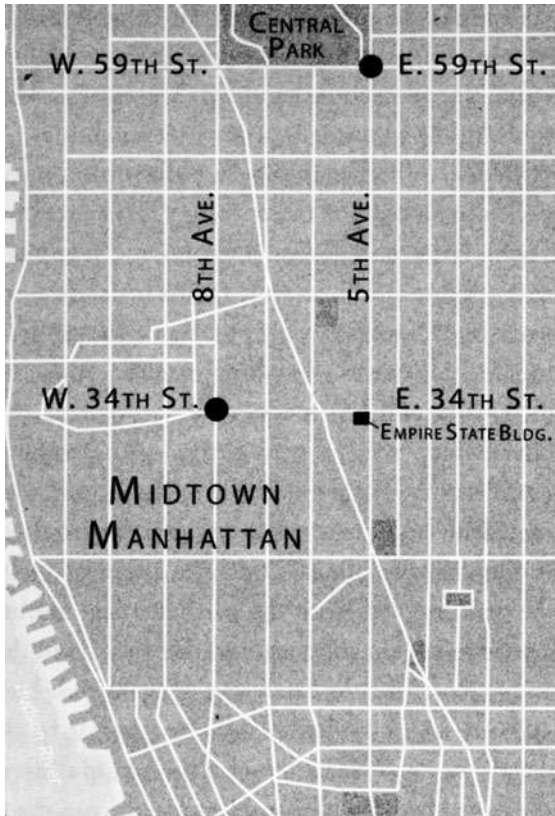 CENTRAL
PARK
W. 59TH ST.
E. 59TH ST.
8TH AVE.
5TH AVE.
W. 34TH ST.
E. 34TH ST.
EMPIRE STATE BLDG.
MIDTOWN
MANHATTAN
Hudson River